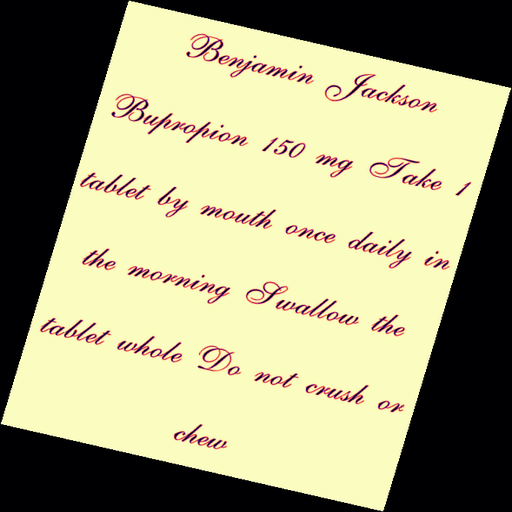 Benjamin Jackson
Bupropion 150 mg Take 1
tablet by mouth once daily in
the morning Swallow the
tablet whole Do not crush or
chew